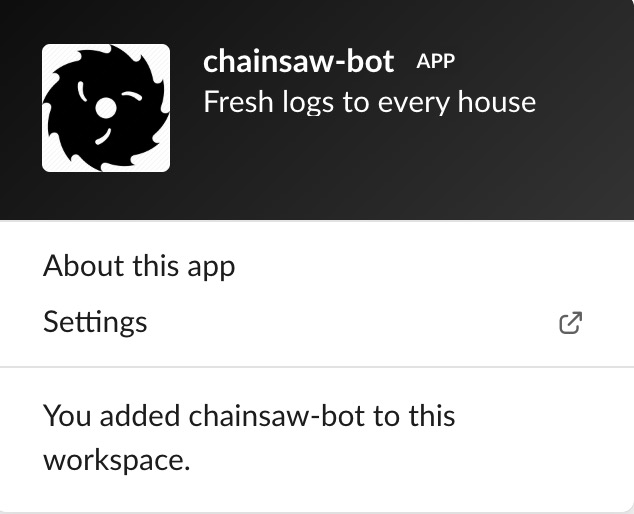 chainsaw-bot APP
Fresh logs to every house
About this app
Settings
You added chainsaw-bot to this
workspace.